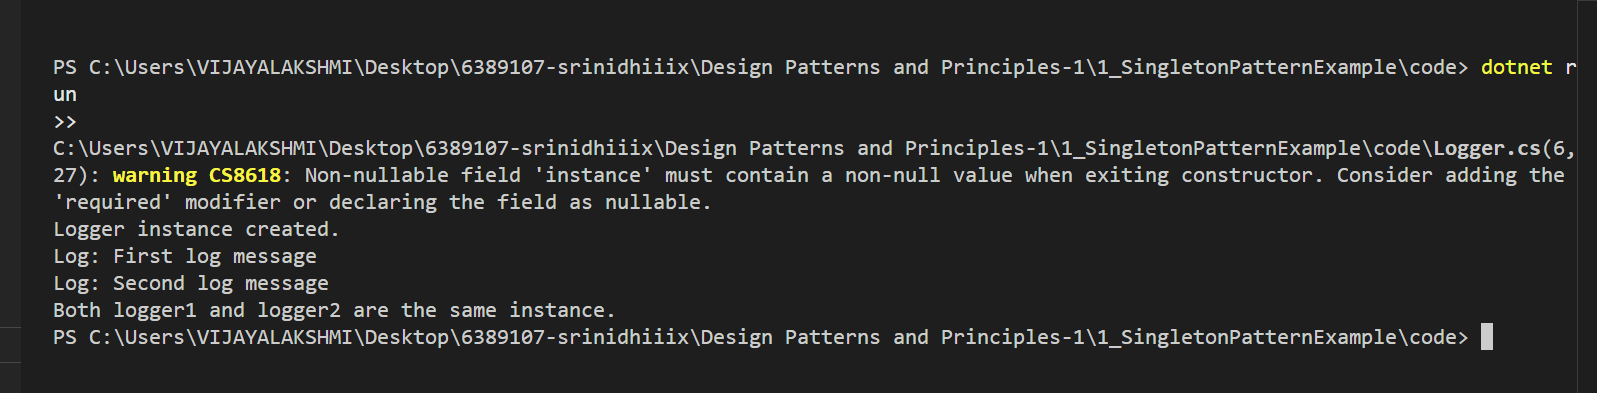 PS C:\Users\VIJAYALAKSHMI\Desktop\6389107-srinidhiiix\Design Patterns and Principles-1\1_SingletonPatternExample\code> dotnet r
un
>>
C:\Users\VIJAYALAKSHMI\Desktop\6389107-srinidhiiix\Design Patterns and Principles-1\1_SingletonPatternExample\code\Logger.cs(6,
27): warning CS8618: Non-nullable field 'instance' must contain a non-null value when exiting constructor. Consider adding the
'required' modifier or declaring the field as nullable.
Logger instance created.
Log: First log message
Log: Second log message
Both logger1 and logger2 are the same instance.
PS C:\Users\VIJAYALAKSHMI\Desktop\6389107-srinidhiiix\Design Patterns and Principles-1\1_SingletonPatternExample\code>